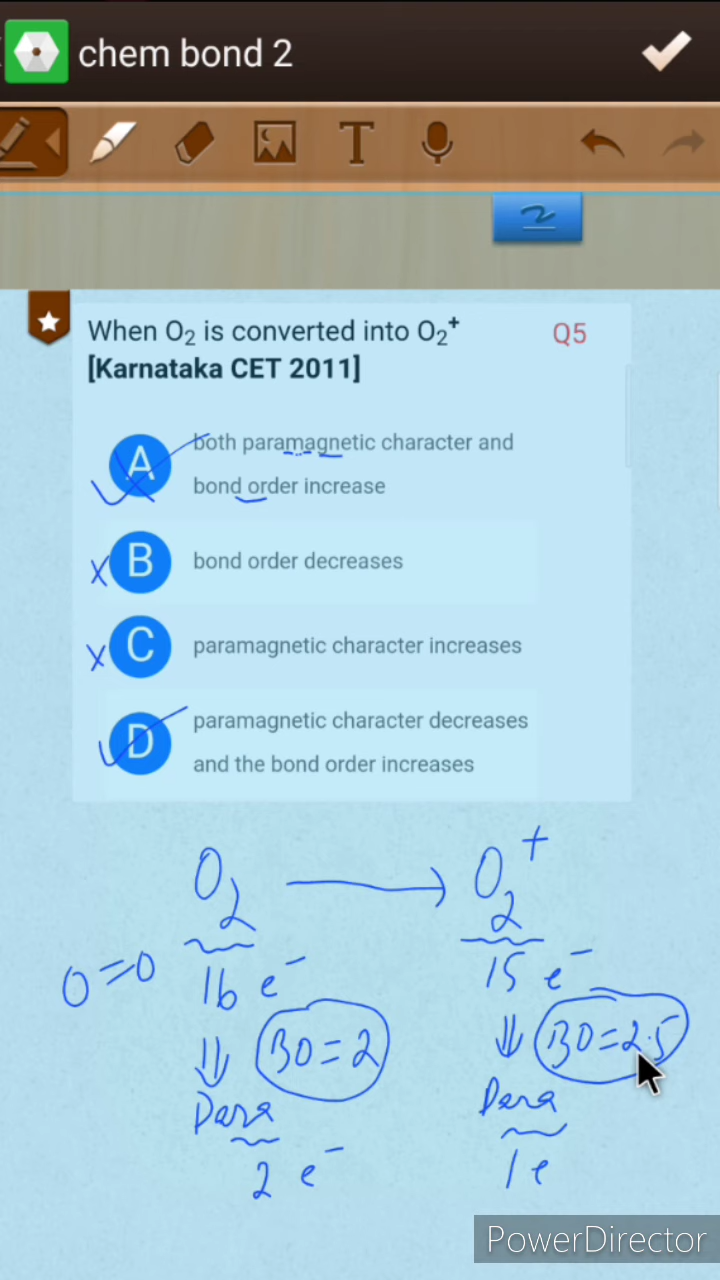 chem bond 2
T
2
When O₂ is converted into O₂⁺ Q5
[Karnataka CET 2011]
A both paramagnetic character and
bond order increase
X B bond order decreases
X C paramagnetic character increases
D paramagnetic character decreases
and the bond order increases
O₂ → O₂⁺
O=O 16 e⁻ 15 e⁻
⇓ BO=2 ⇓ BO=2.5
Para Para
2 e⁻ 1e
PowerDirector